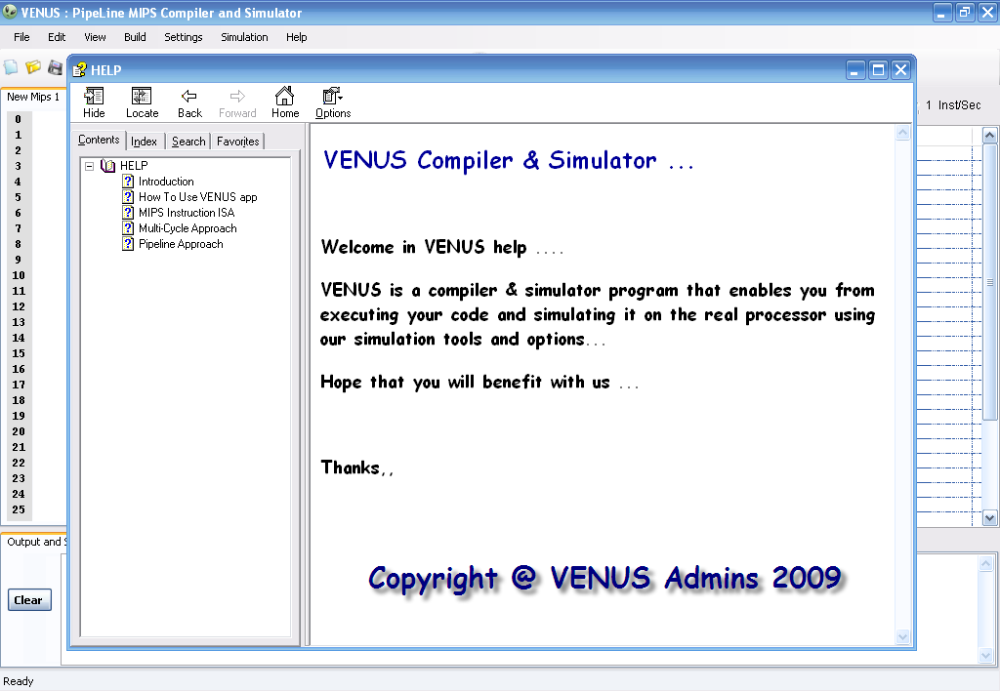 VENUS : PipeLine MIPS Compiler and Simulator
File Edit View Build Settings Simulation Help
New Mips 1
1 Inst/Sec
0
1
2
3
4
5
6
7
8
9
10
11
12
13
14
15
16
17
18
19
20
21
22
23
24
25
HELP
Hide Locate Back Forward Home Options
Contents Index Search Favorites
HELP
Introduction
How To Use VENUS app
MIPS Instruction ISA
Multi-Cycle Approach
Pipeline Approach
VENUS Compiler & Simulator ...
Welcome in VENUS help ....
VENUS is a compiler & simulator program that enables you from
executing your code and simulating it on the real processor using
our simulation tools and options...
Hope that you will benefit with us ...
Thanks,,
Copyright @ VENUS Admins 2009
Output and
Clear
Ready